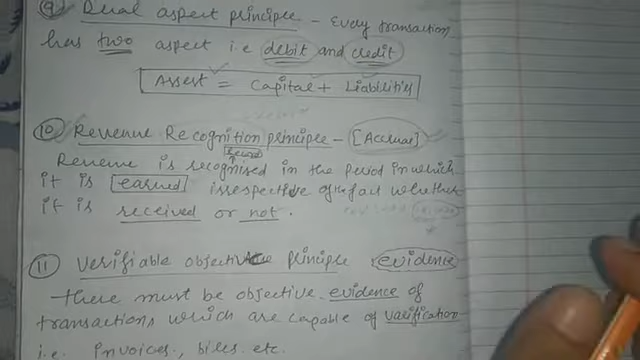 9) Dual aspect principle - Every transaction
has two aspect i.e debit and credit
Assest = Capital + Liabilities
10) Revenue Recognition principle - [Accrual]
Revenue is recognised in the period in which
it is earned irrespective of the fact whether
it is received or not.
11) Verifiable objective principle evidence
there must be objective evidence of
transactions which are capable of varification
i.e. invoices, bills etc.